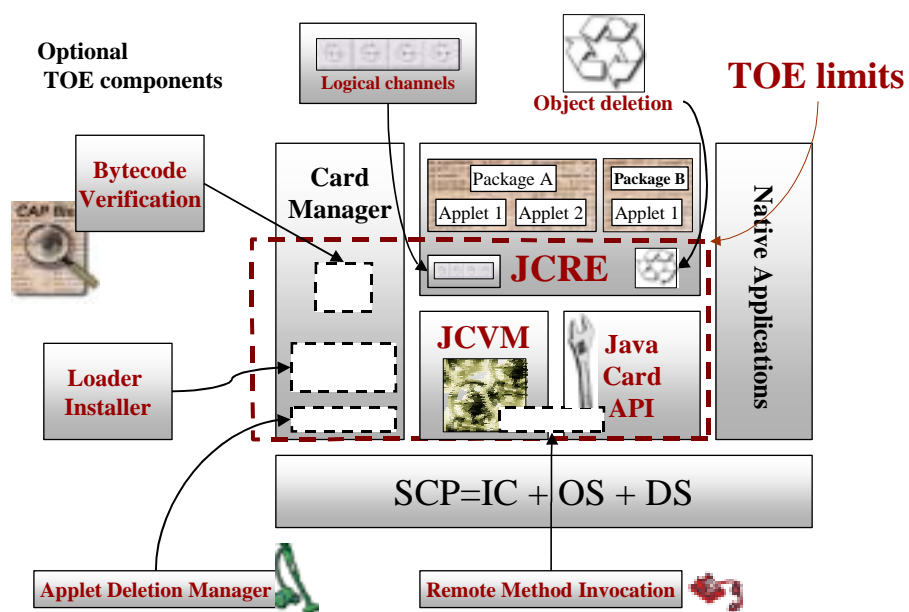 Optional
TOE components
Logical channels
Object deletion
TOE limits
Bytecode
Verification
CAP
Card
Manager
Package A
Applet 1
Applet 2
Package B
Applet 1
Native Applications
JCRE
Loader
Installer
JCVM
Java
Card
API
SCP=IC + OS + DS
Applet Deletion Manager
Remote Method Invocation